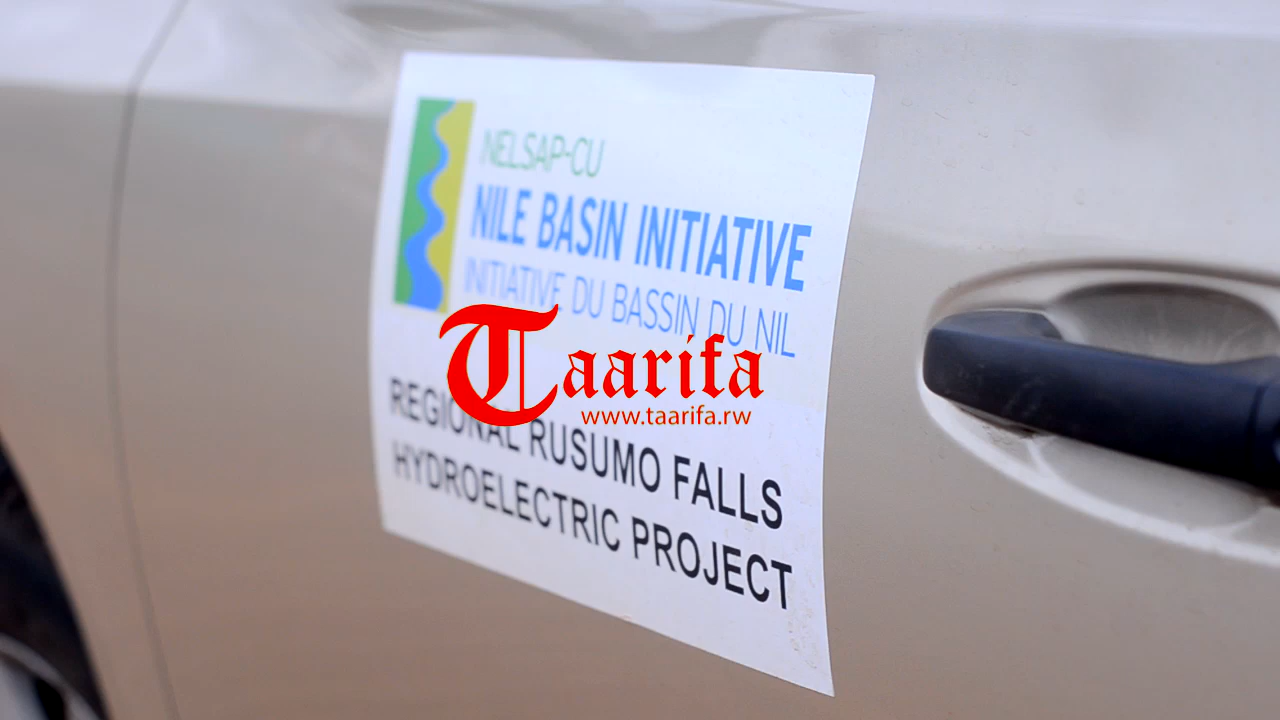 NELSAP-CU
NILE BASIN INITIATIVE
INITIATIVE DU BASSIN DU NIL
Taarifa
www.taarifa.rw
REGIONAL RUSUMO FALLS
HYDROELECTRIC PROJECT